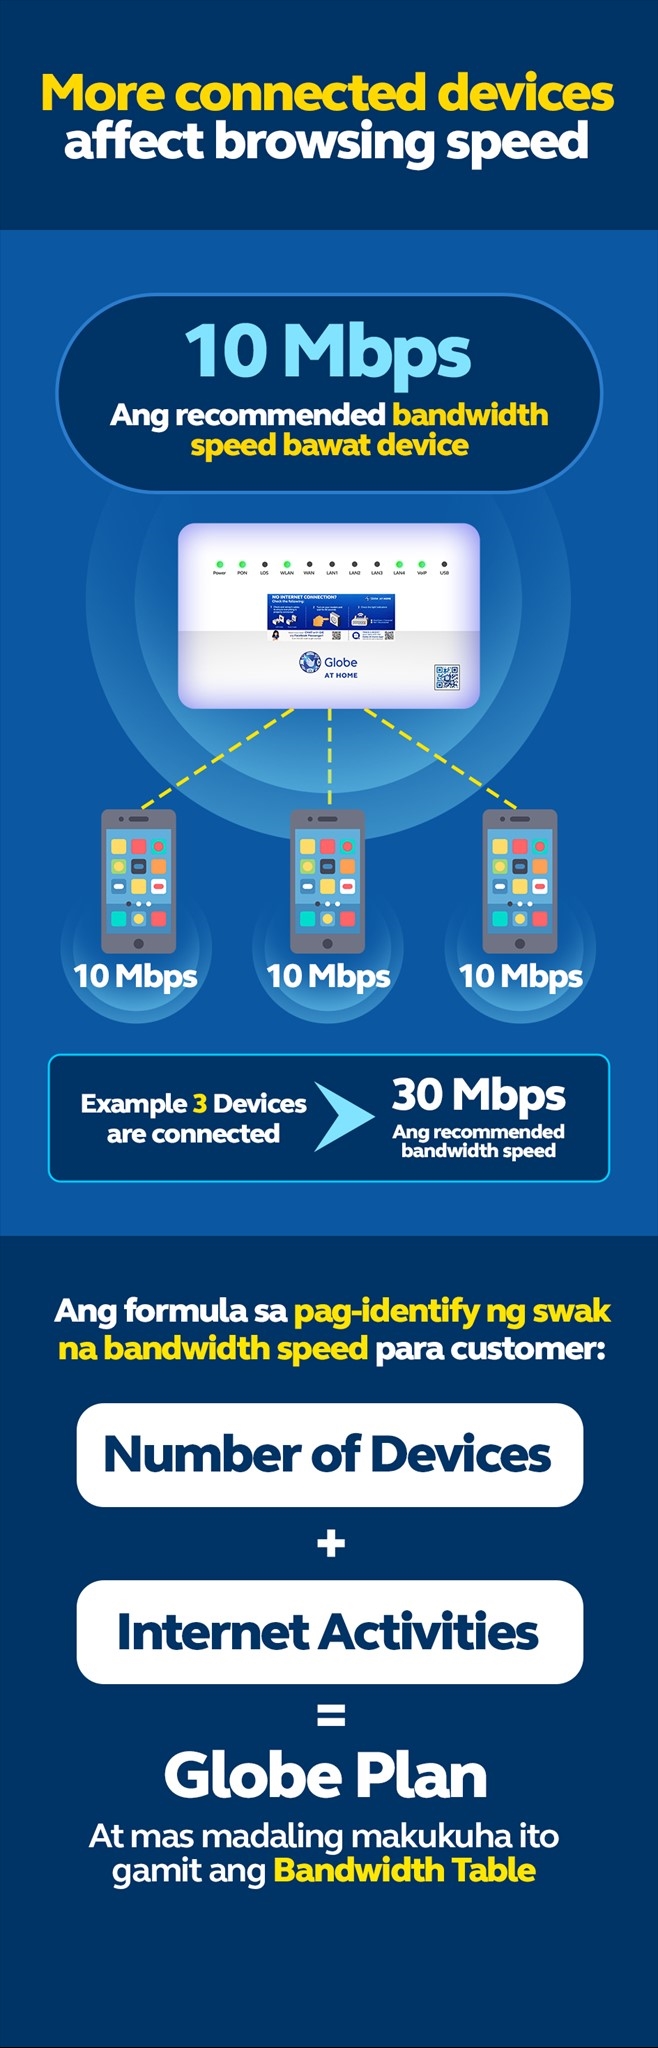 More connected devices
affect browsing speed
10 Mbps
Ang recommended bandwidth
speed bawat device
Power PON LOS WLAN WAN LAN1 LAN2 LAN3 LAN4 VoIP USB
NO INTERNET CONNECTION?
Check the following:
Globe
AT HOME
10 Mbps 10 Mbps 10 Mbps
Example 3 Devices
are connected
30 Mbps
Ang recommended
bandwidth speed
Ang formula sa pag-identify ng swak
na bandwidth speed para customer:
Number of Devices
+
Internet Activities
=
Globe Plan
At mas madaling makukuha ito
gamit ang Bandwidth Table